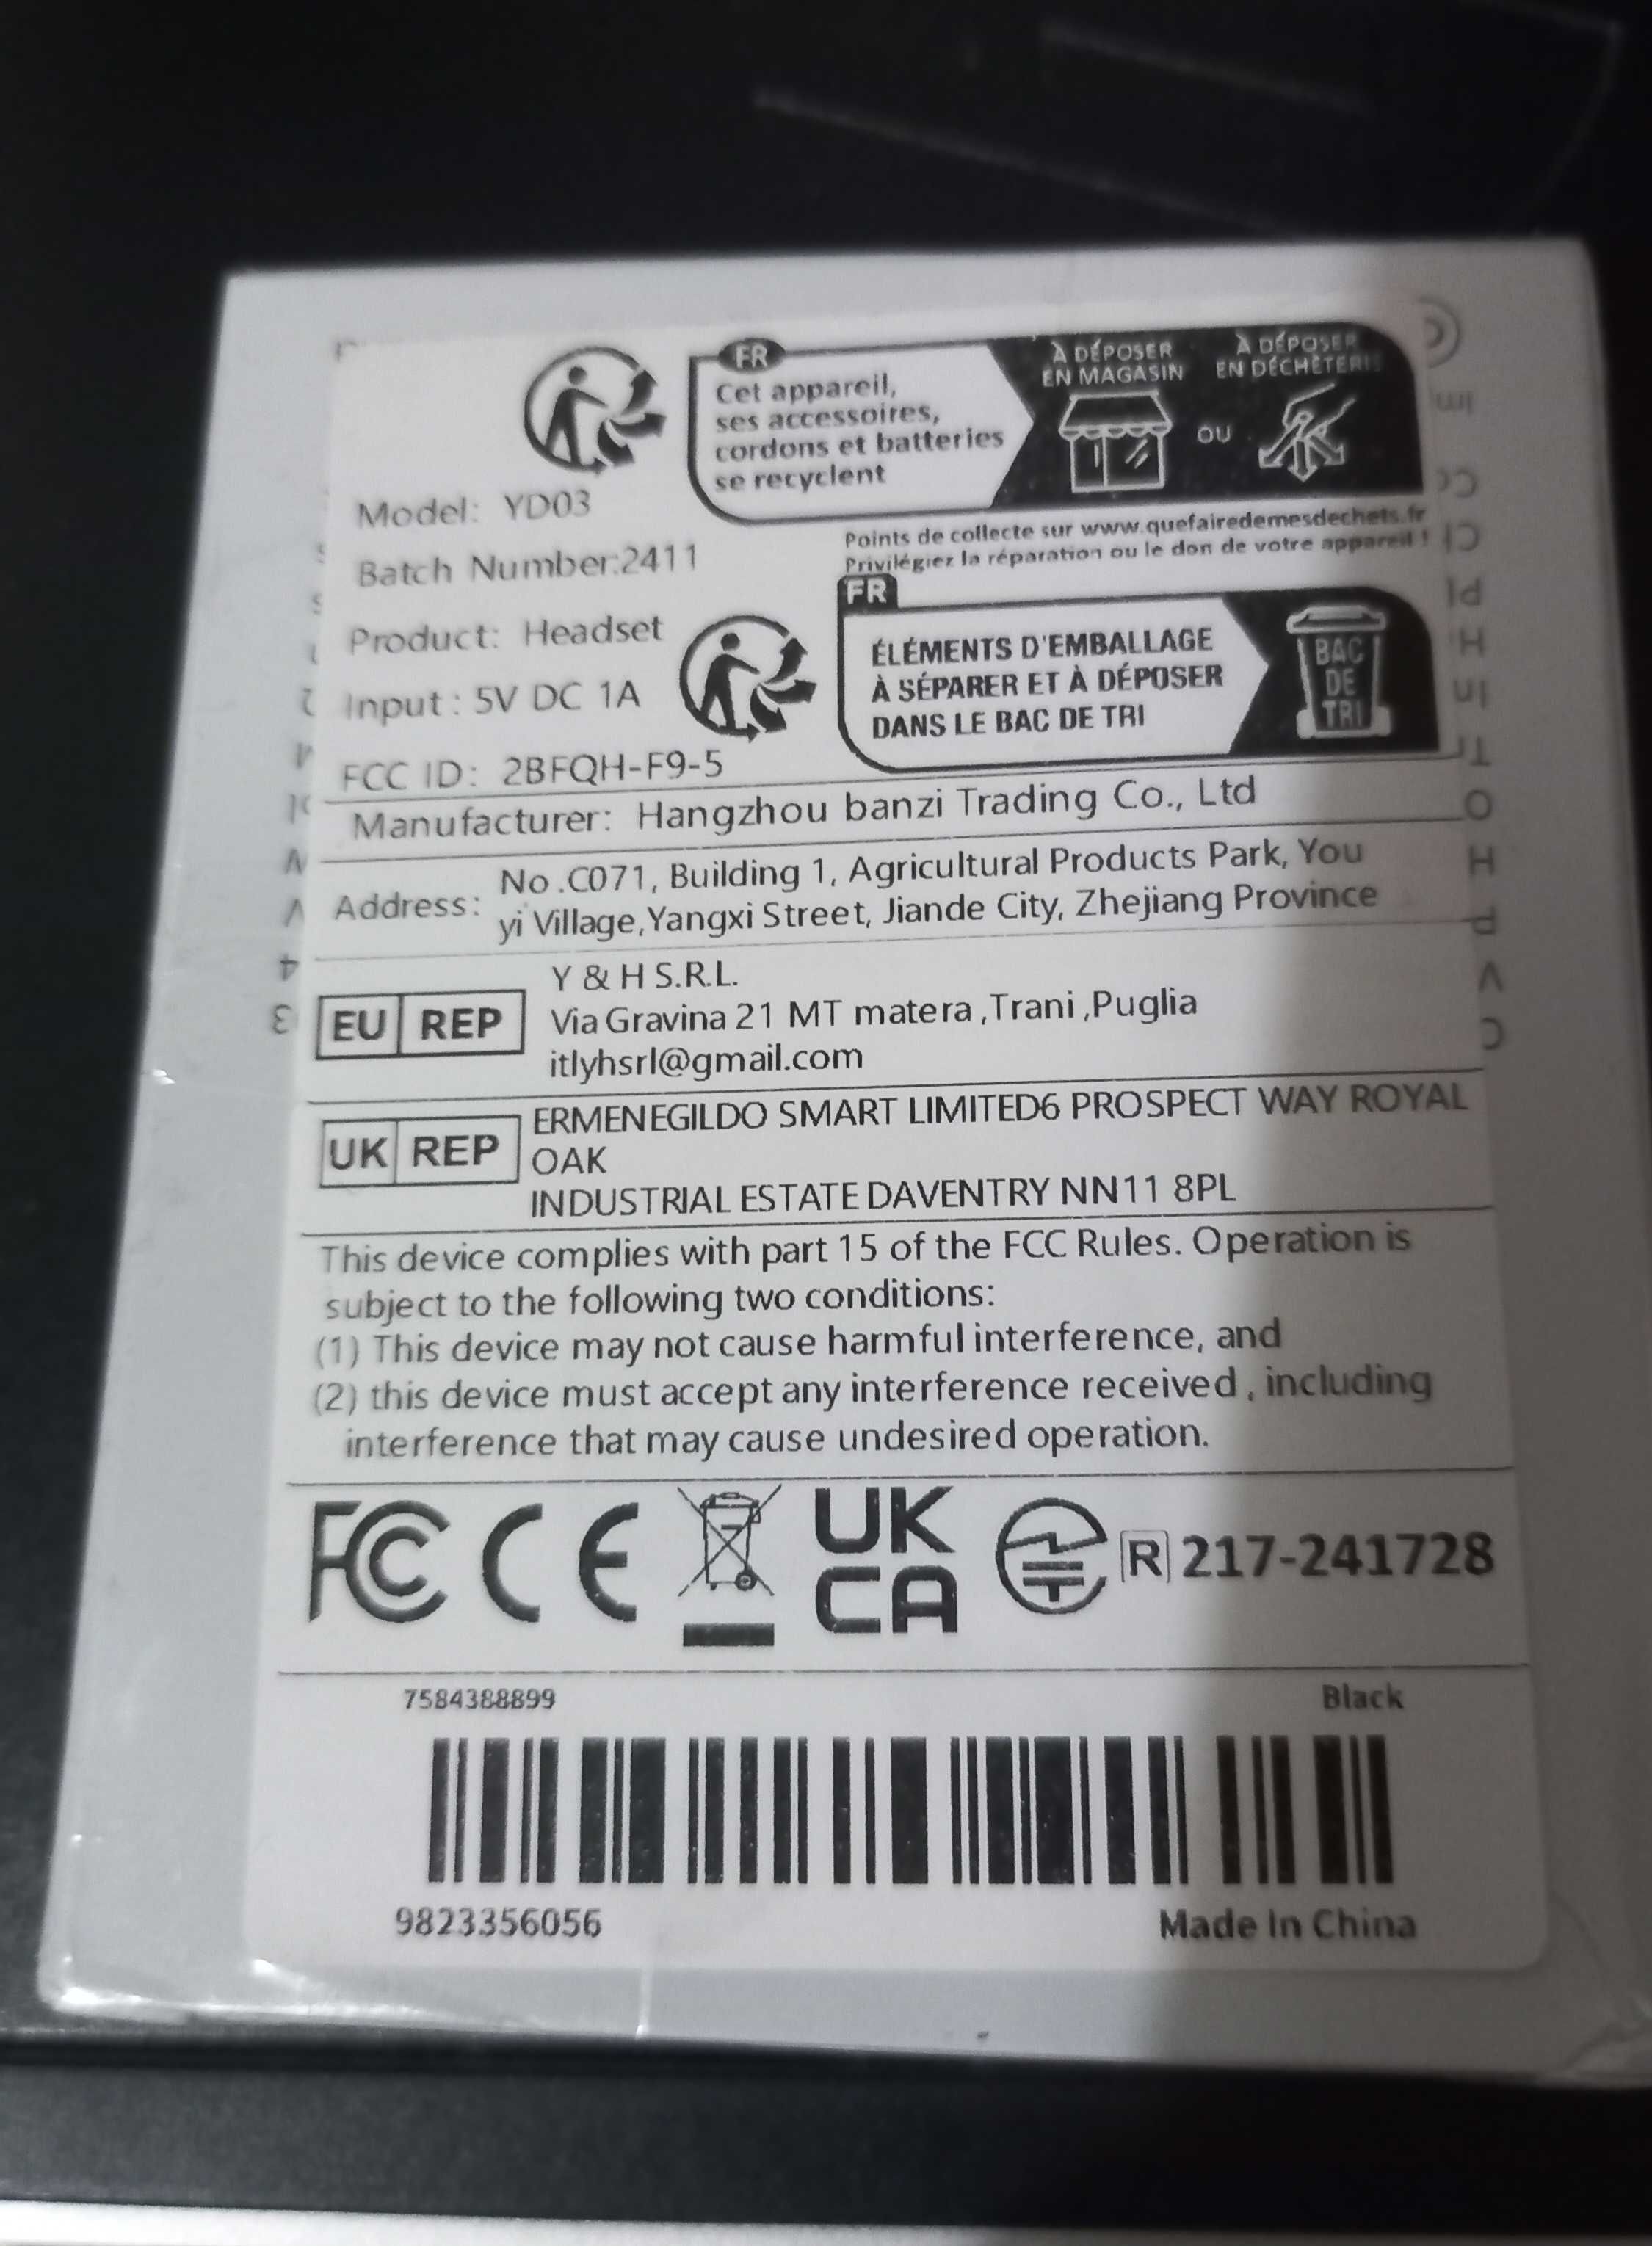 FR
Cet appareil,
ses accessoires,
cordons et batteries
se recyclent
À DÉPOSER
EN MAGASIN
OU
À DÉPOSER
EN DÉCHÈTERIE
Points de collecte sur www.quefairedemesdechets.fr
Privilégiez la réparation ou le don de votre appareil !
Model: YD03
Batch Number:2411
Product: Headset
Input : 5V DC 1A
FCC ID: 2BFQH-F9-5
FR
ÉLÉMENTS D'EMBALLAGE
À SÉPARER ET À DÉPOSER
DANS LE BAC DE TRI
BAC
DE
TRI
Manufacturer: Hangzhou banzi Trading Co., Ltd
Address: No .C071, Building 1, Agricultural Products Park, You
yi Village,Yangxi Street, Jiande City, Zhejiang Province
EU REP
Y & H S.R.L.
Via Gravina 21 MT matera ,Trani ,Puglia
itlyhsrl@gmail.com
UK REP
ERMENEGILDO SMART LIMITED6 PROSPECT WAY ROYAL
OAK
INDUSTRIAL ESTATE DAVENTRY NN11 8PL
This device complies with part 15 of the FCC Rules. Operation is
subject to the following two conditions:
(1) This device may not cause harmful interference, and
(2) this device must accept any interference received , including
interference that may cause undesired operation.
FCC CE UK CA R 217-241728
7584388899 Black
9823356056 Made In China